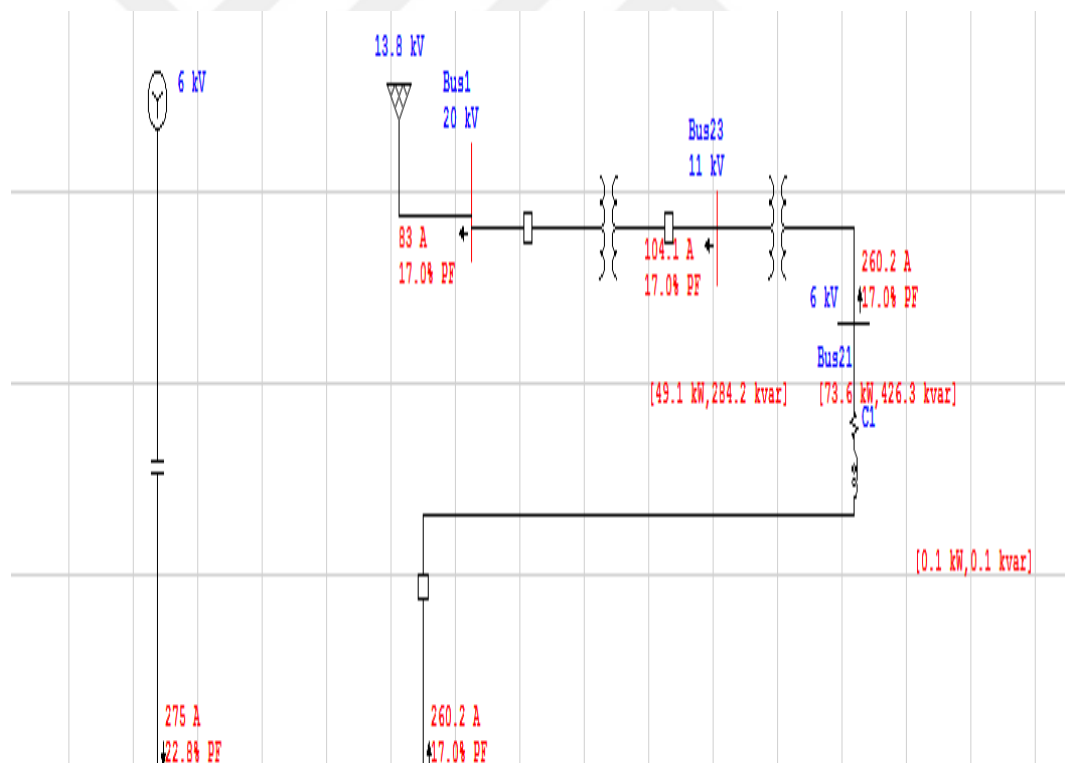 13.8 kV
6 kV
Bus1
20 kV
Bus23
11 kV
83 A
17.0% PF
104.1 A
17.0% PF
260.2 A
17.0% PF
6 kV
Bus21
[49.1 kW,284.2 kvar]
[73.6 kW,426.3 kvar]
C1
[0.1 kW,0.1 kvar]
275 A
22.8% PF
260.2 A
17.0% PF